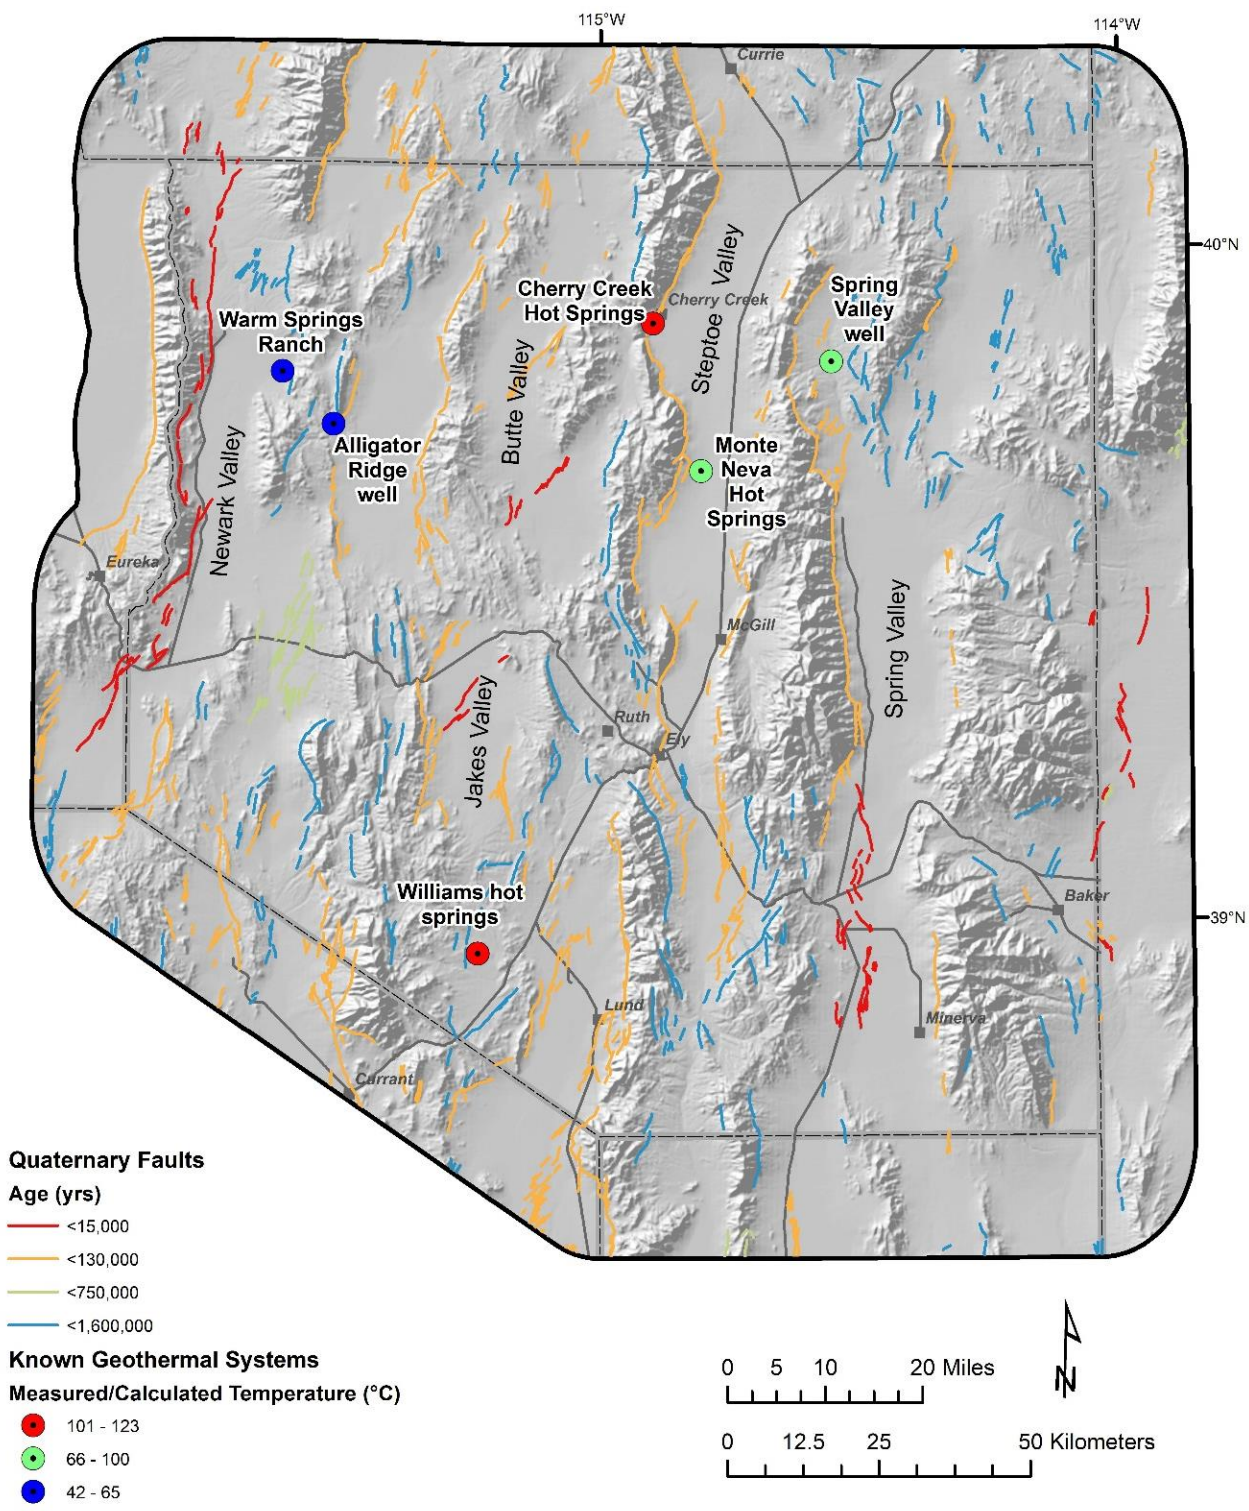 115°W
114°W
Currie
40°N
Steptoe Valley
Cherry Creek
Hot Springs
Cherry Creek
Spring
Valley
well
Warm Springs
Ranch
Butte Valley
Newark Valley
Alligator
Ridge
well
Monte
Neva
Hot
Springs
Eureka
McGill
Spring Valley
Jakes Valley
Ruth
Ely
Williams hot
springs
Baker
39°N
Lund
Minerva
Currant
Quaternary Faults
Age (yrs)
<15,000
<130,000
<750,000
<1,600,000
Known Geothermal Systems
Measured/Calculated Temperature (°C)
101 - 123
66 - 100
42 - 65
0 5 10 20 Miles
0 12.5 25 50 Kilometers
N